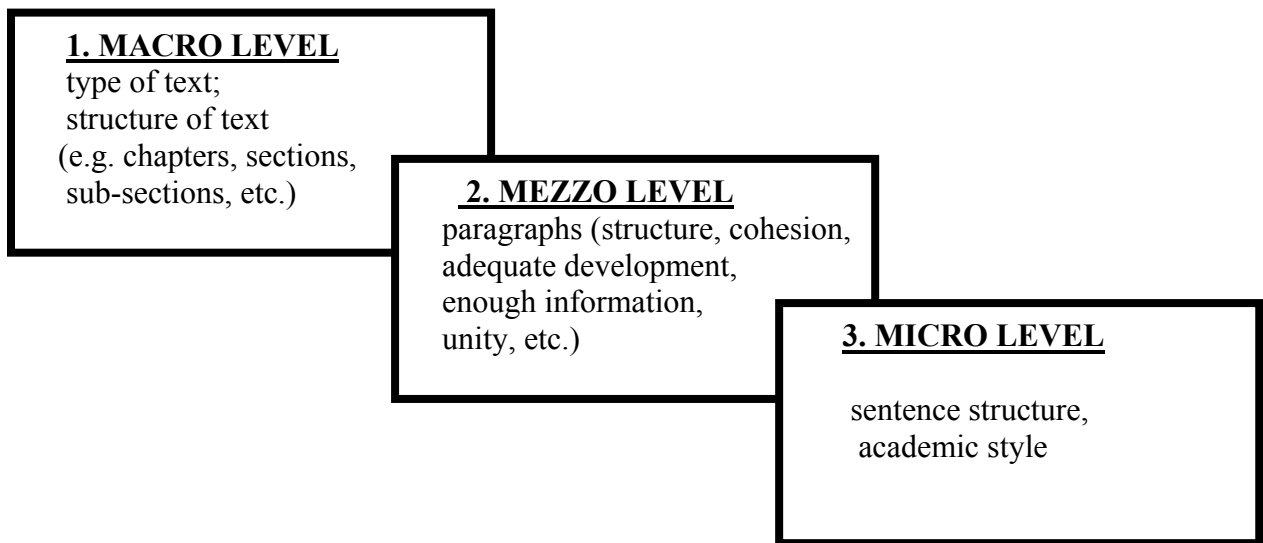 1. MACRO LEVEL
type of text;
structure of text
(e.g. chapters, sections,
sub-sections, etc.)
2. MEZZO LEVEL
paragraphs (structure, cohesion,
adequate development,
enough information,
unity, etc.)
3. MICRO LEVEL
sentence structure,
academic style